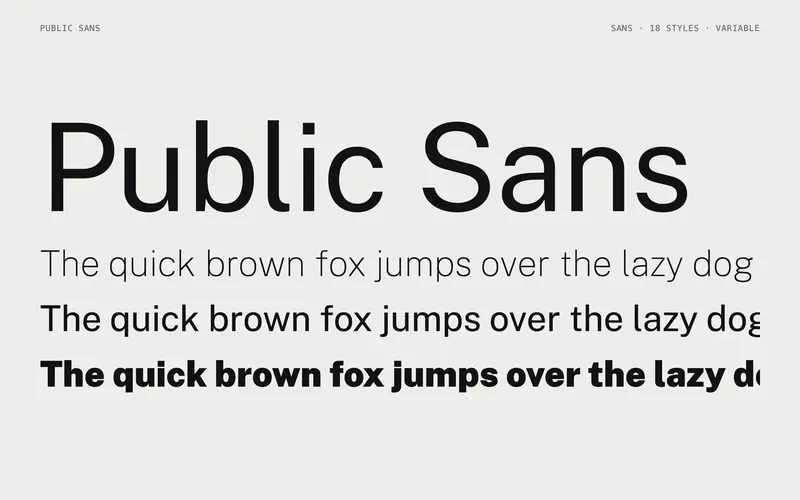 PUBLIC SANS
SANS · 18 STYLES · VARIABLE
Public Sans
The quick brown fox jumps over the lazy dog
The quick brown fox jumps over the lazy dog
The quick brown fox jumps over the lazy do